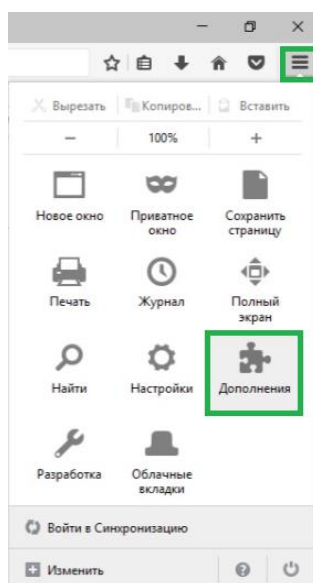 Вырезать Копиров... Вставить
− 100% +
Новое окно Приватное окно Сохранить страницу
Печать Журнал Полный экран
Найти Настройки Дополнения
Разработка Облачные вкладки
Войти в Синхронизацию
Изменить